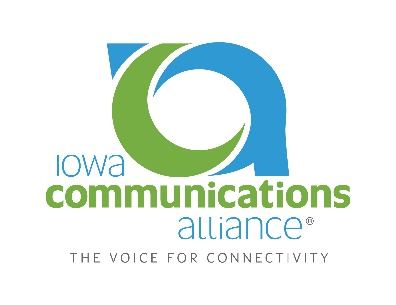 iowa
communications
alliance®
THE VOICE FOR CONNECTIVITY